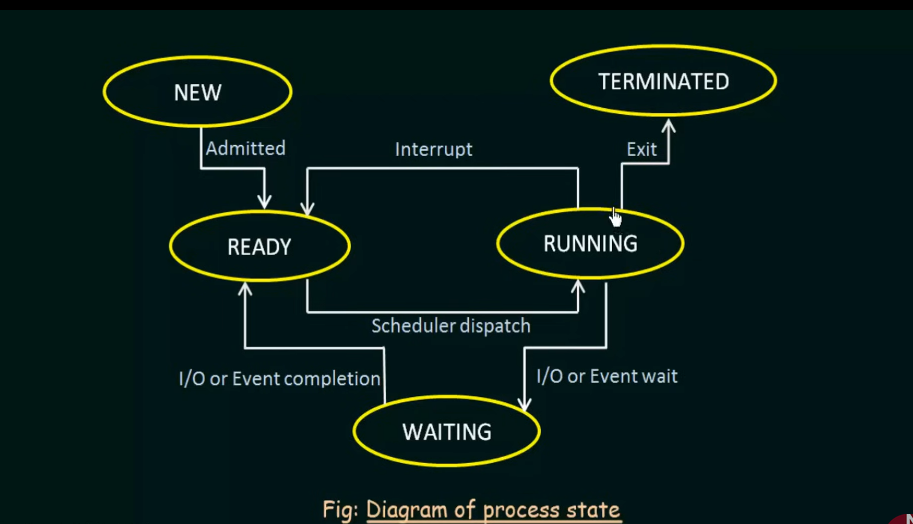 NEW
TERMINATED
Admitted
Interrupt
Exit
READY
RUNNING
Scheduler dispatch
I/O or Event completion
I/O or Event wait
WAITING
Fig: Diagram of process state